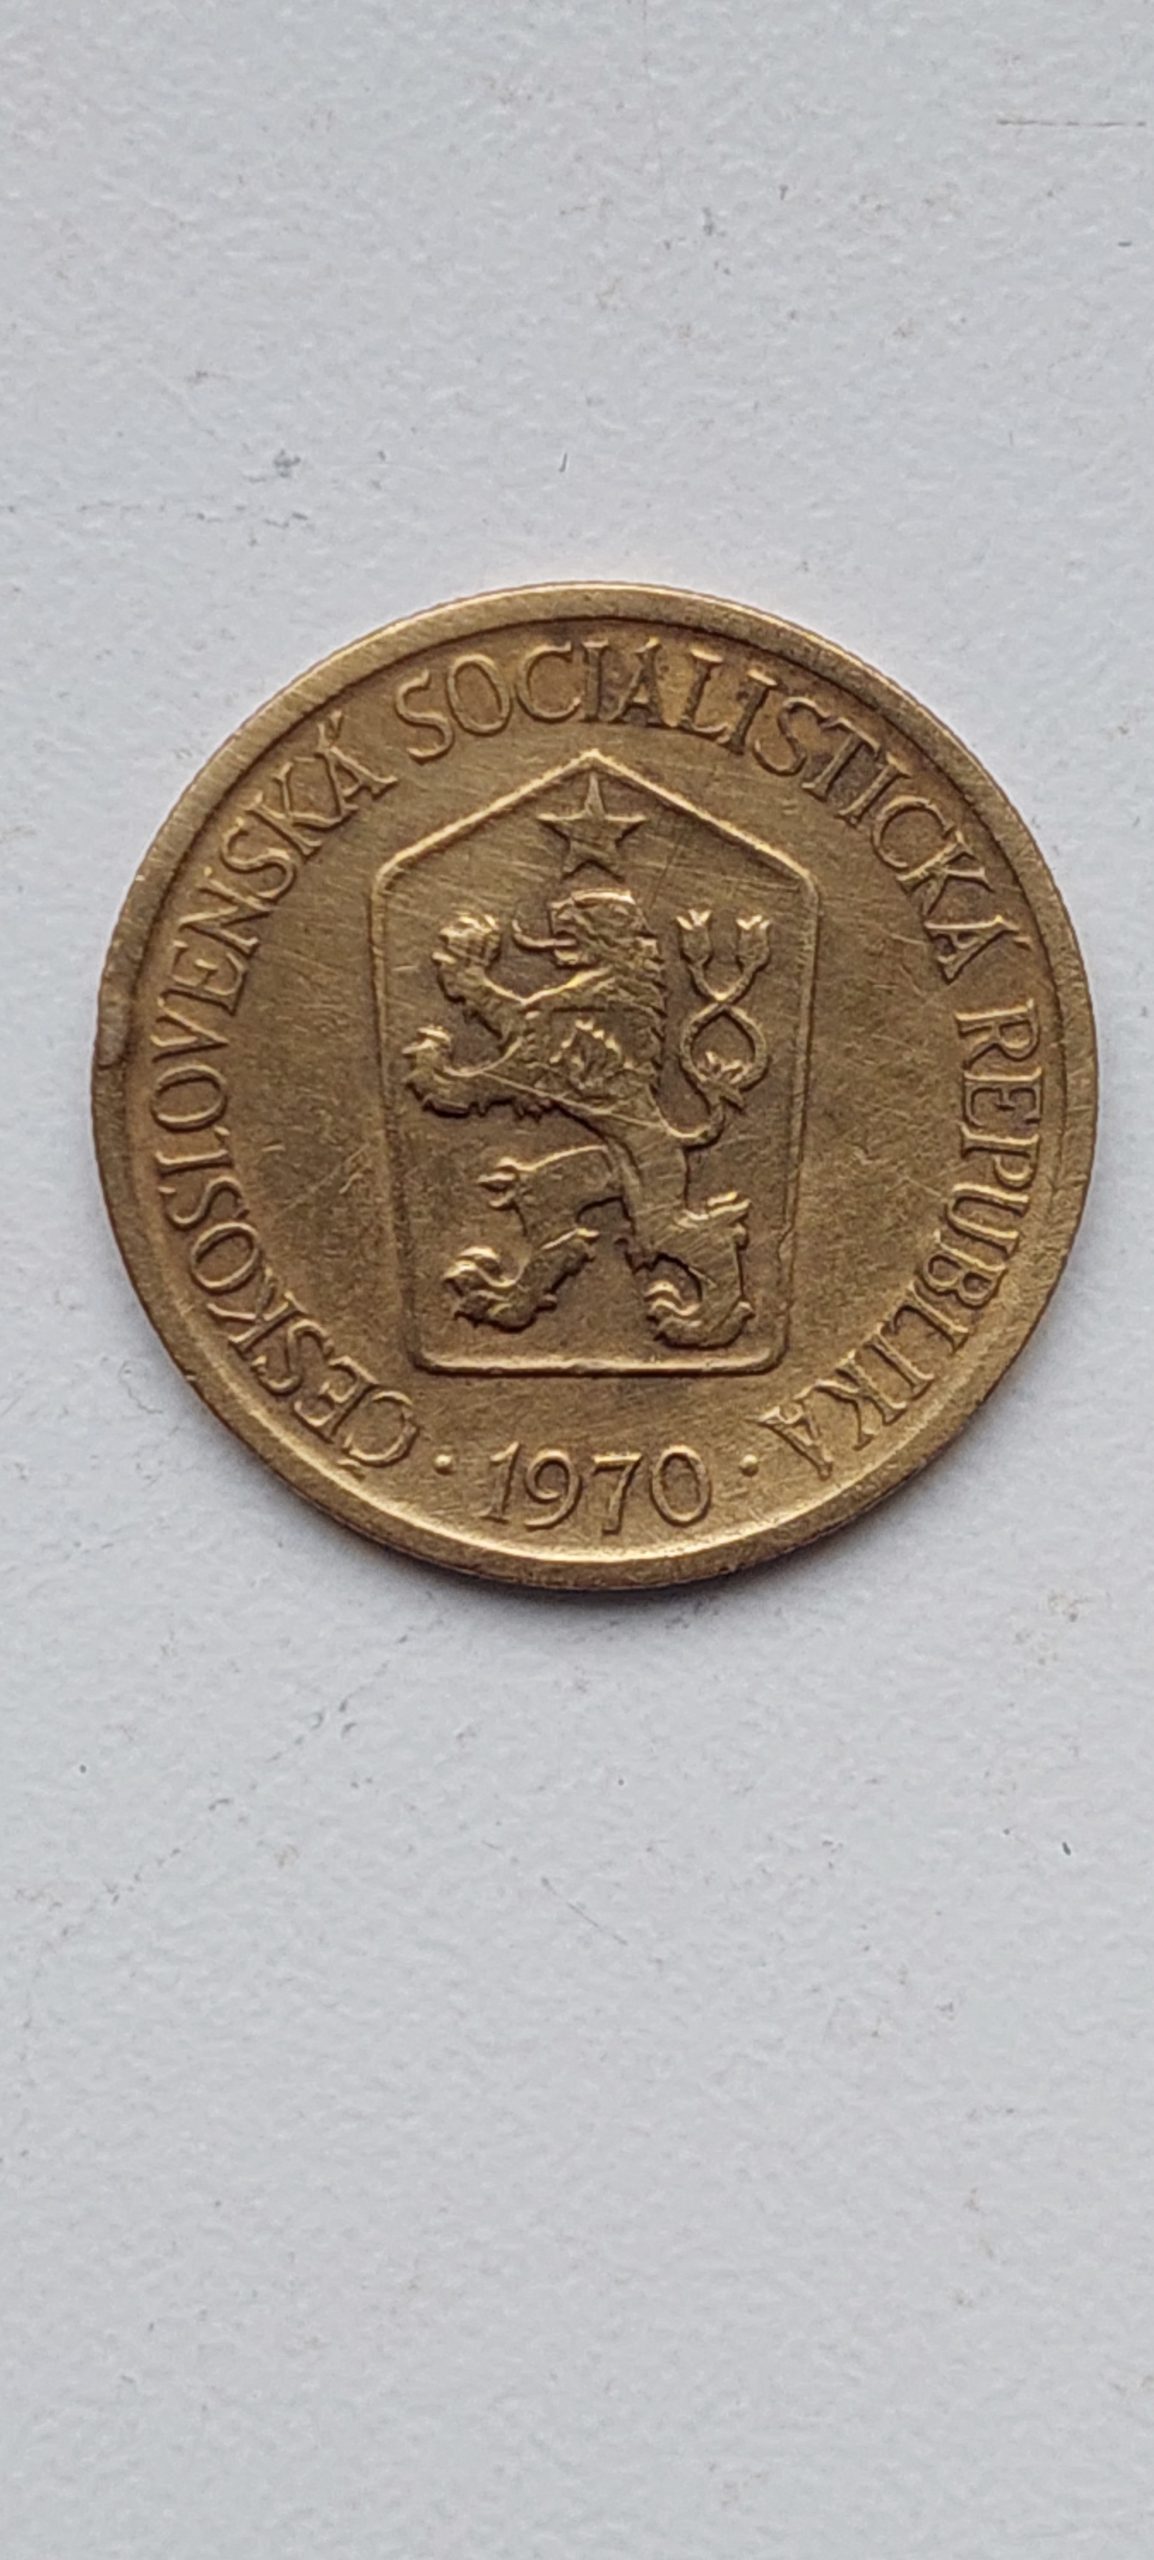 ČESKOSLOVENSKÁ SOCIALISTICKÁ REPUBLIKA
· 1970 ·